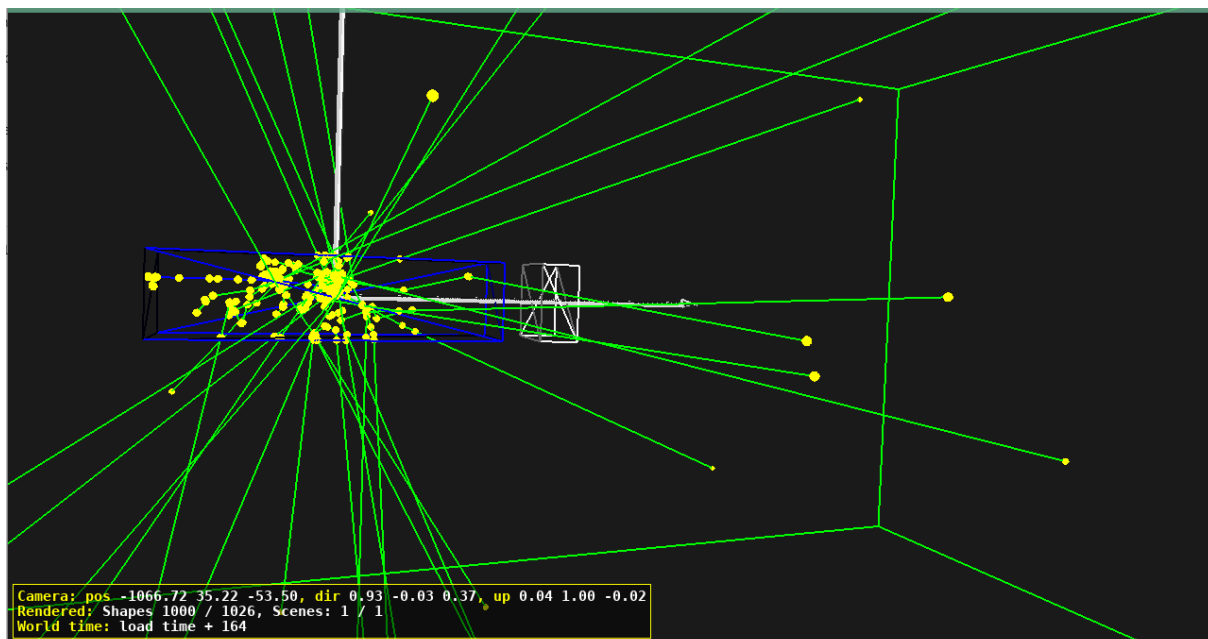 Camera: pos -1066.72 35.22 -53.50, dir 0.93 -0.03 0.37, up 0.04 1.00 -0.02
Rendered: Shapes 1000 / 1026, Scenes: 1 / 1
World time: load time + 164